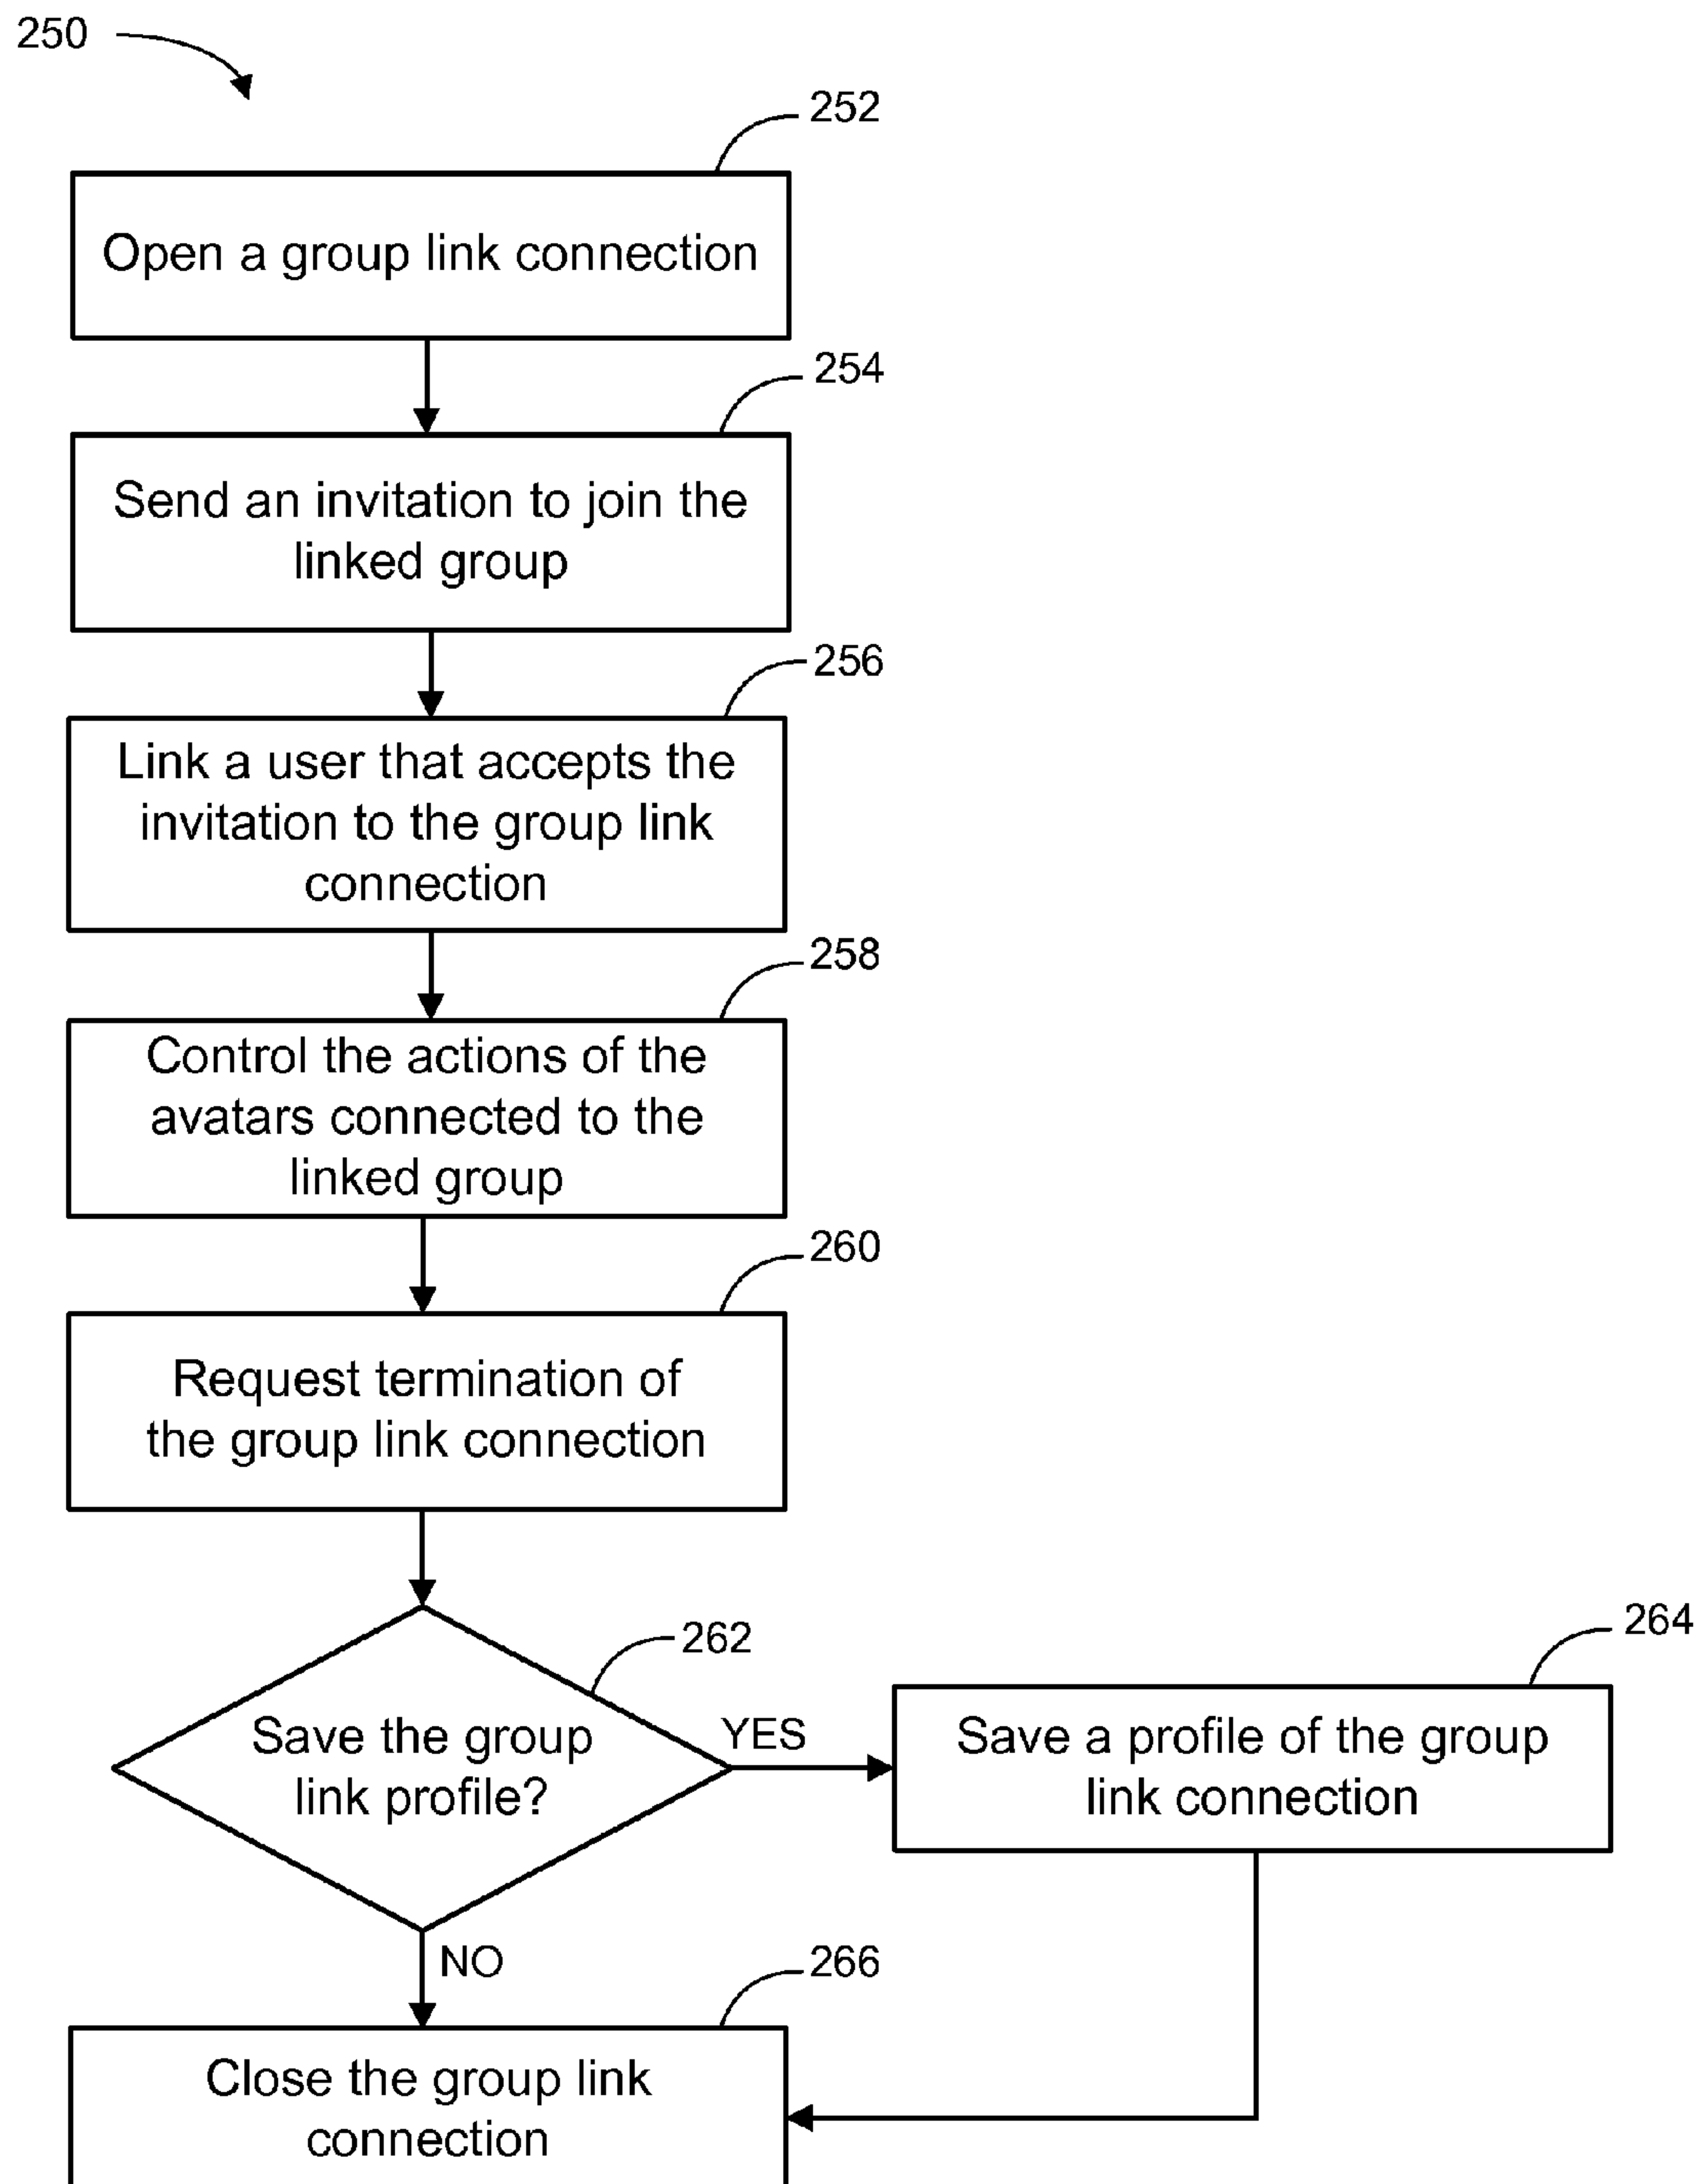 250
252
Open a group link connection
254
Send an invitation to join the
linked group
256
Link a user that accepts the
invitation to the group link
connection
258
Control the actions of the
avatars connected to the
linked group
260
Request termination of
the group link connection
262
Save the group
link profile?
YES
264
Save a profile of the group
link connection
NO
266
Close the group link
connection